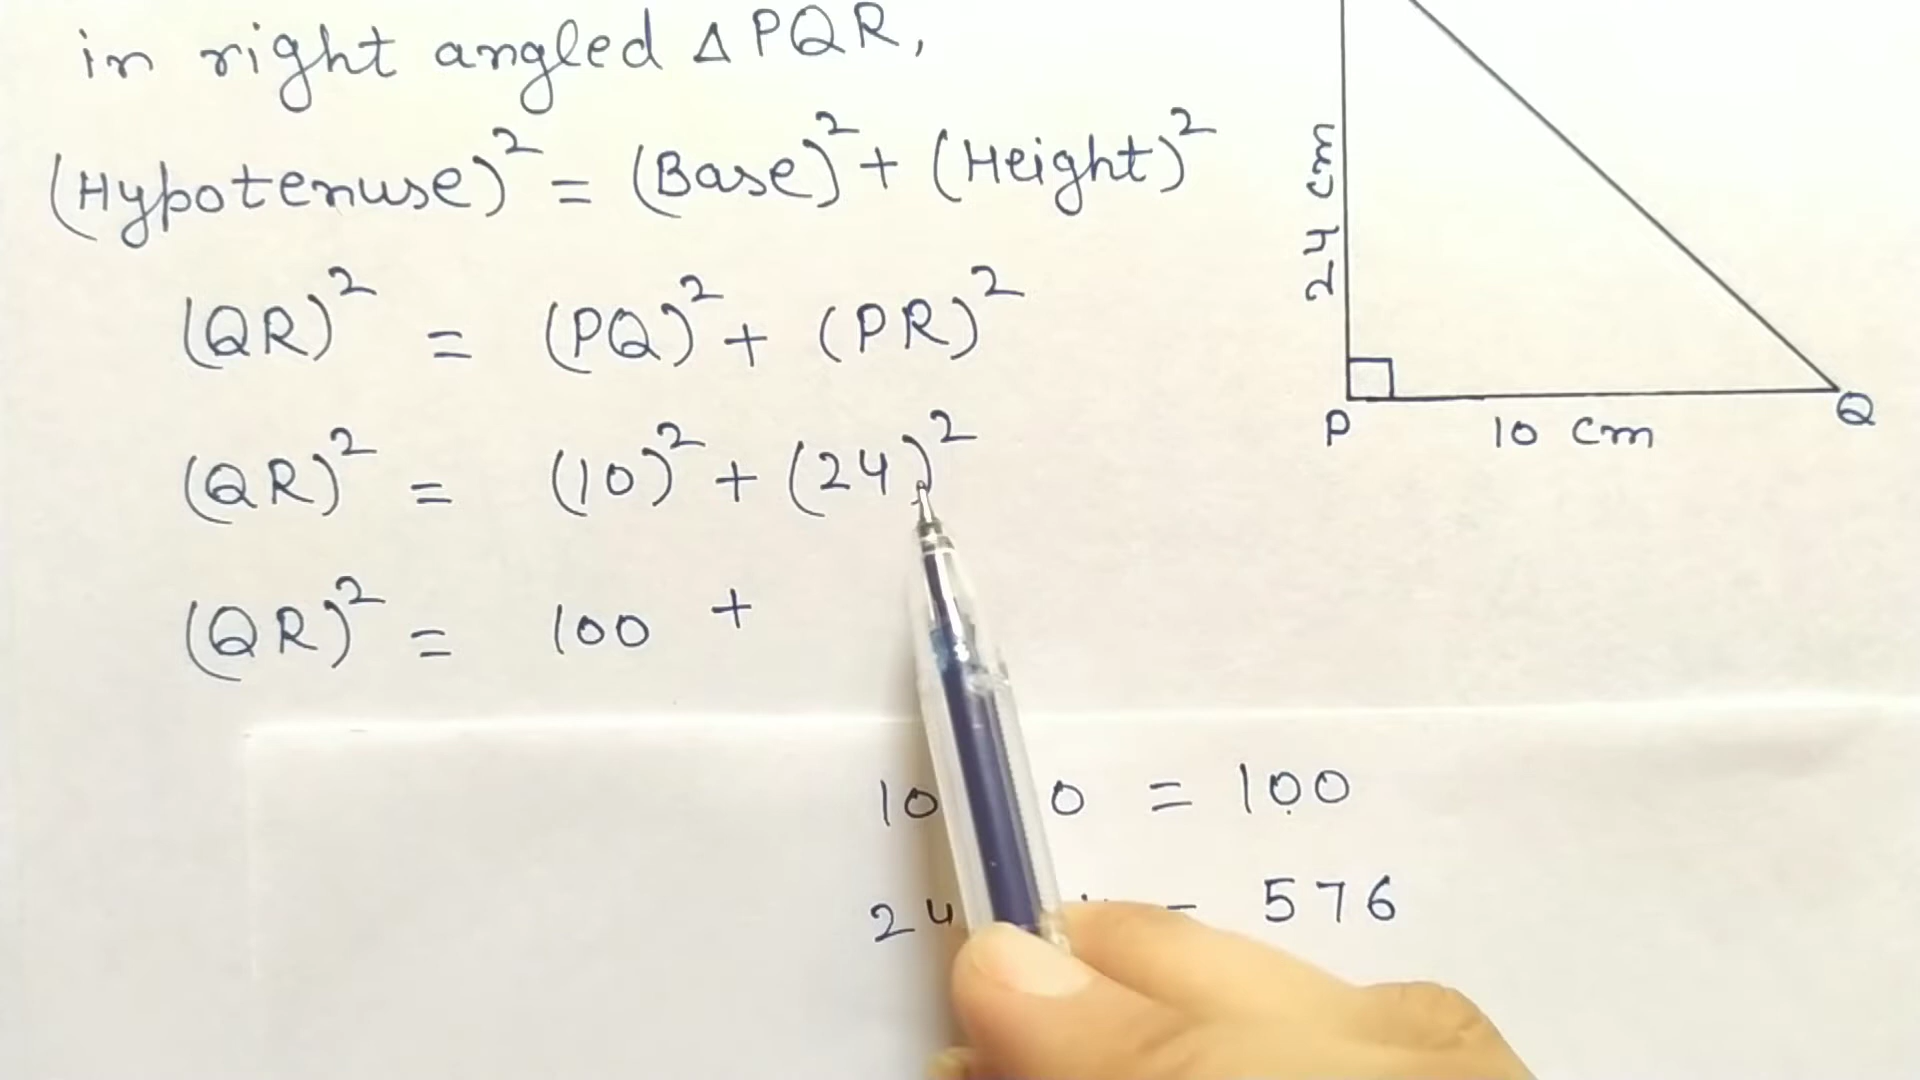 in right angled △PQR,
(Hypotenuse)² = (Base)² + (Height)²
(QR)² = (PQ)² + (PR)²
(QR)² = (10)² + (24)²
(QR)² = 100 +
24 cm
P
10 cm
Q
10 0 = 100
24 = 576